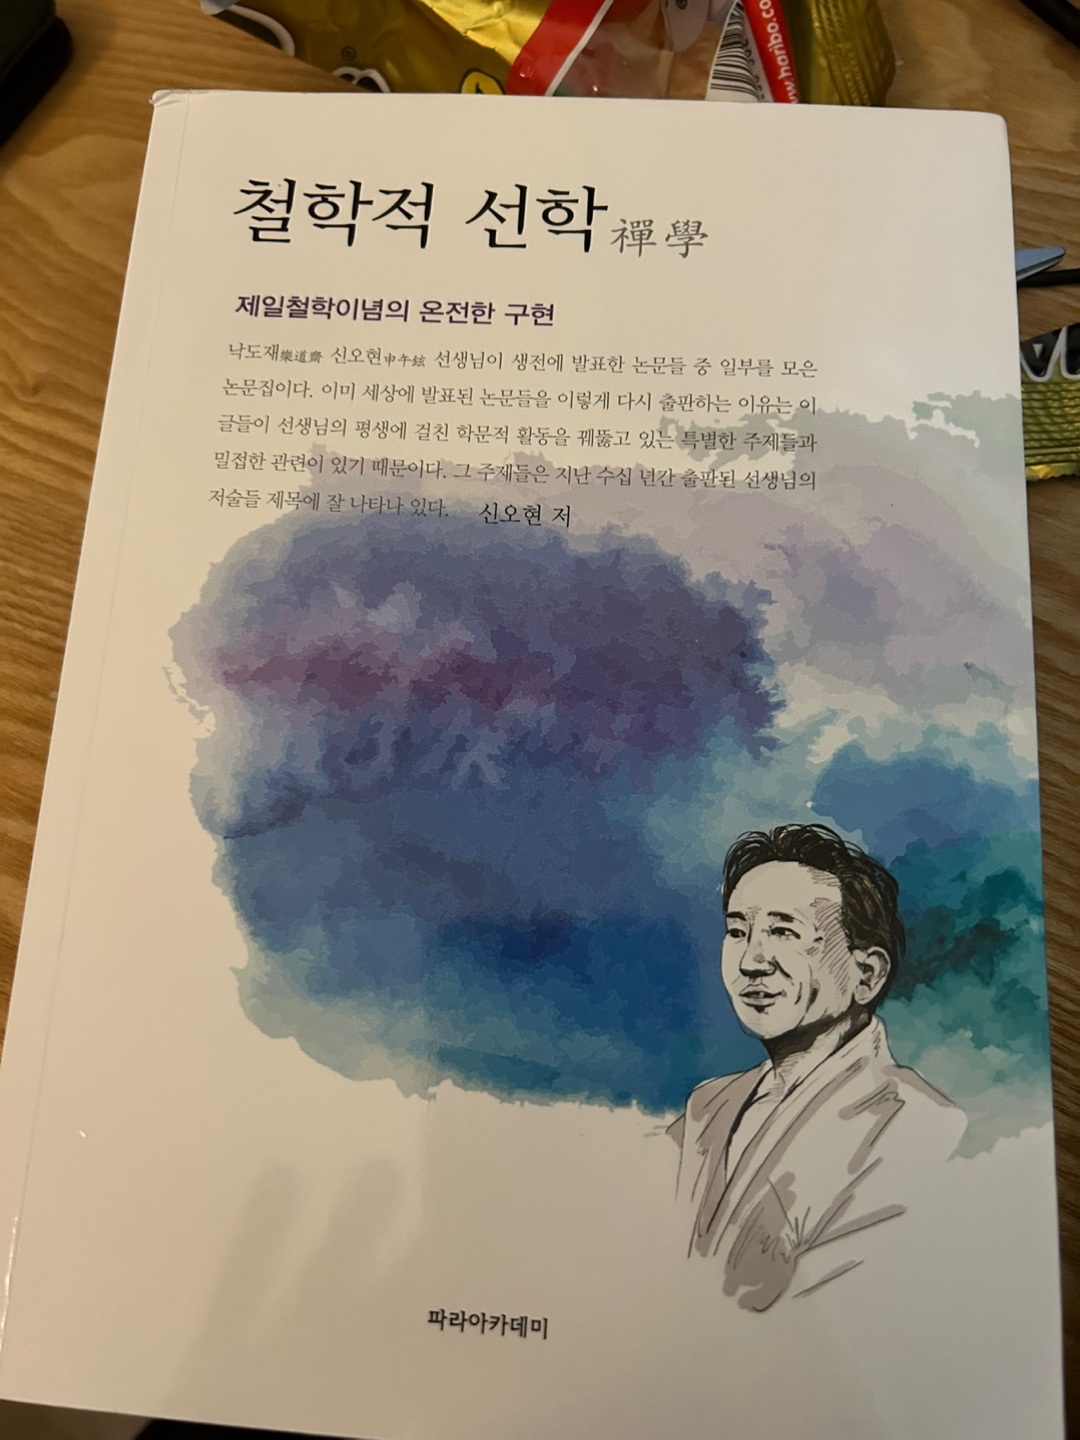 www.haribo.co
철학적 선학 禪學
제일철학이념의 온전한 구현
낙도재樂道齋 신오현申午鉉 선생님이 생전에 발표한 논문들 중 일부를 모은
논문집이다. 이미 세상에 발표된 논문들을 이렇게 다시 출판하는 이유는 이
글들이 선생님의 평생에 걸친 학문적 활동을 꿰뚫고 있는 특별한 주제들과
밀접한 관련이 있기 때문이다. 그 주제들은 지난 수십 년간 출판된 선생님의
저술들 제목에 잘 나타나 있다. 신오현 저
파라아카데미